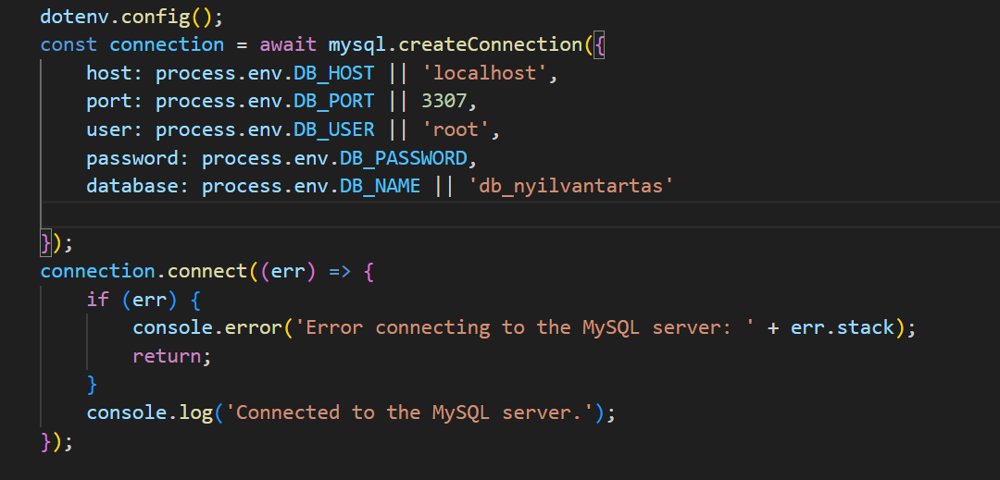 dotenv.config();
const connection = await mysql.createConnection({
    host: process.env.DB_HOST || 'localhost',
    port: process.env.DB_PORT || 3307,
    user: process.env.DB_USER || 'root',
    password: process.env.DB_PASSWORD,
    database: process.env.DB_NAME || 'db_nyilvantartas'
});
connection.connect((err) => {
    if (err) {
        console.error('Error connecting to the MySQL server: ' + err.stack);
        return;
    }
    console.log('Connected to the MySQL server.');
});